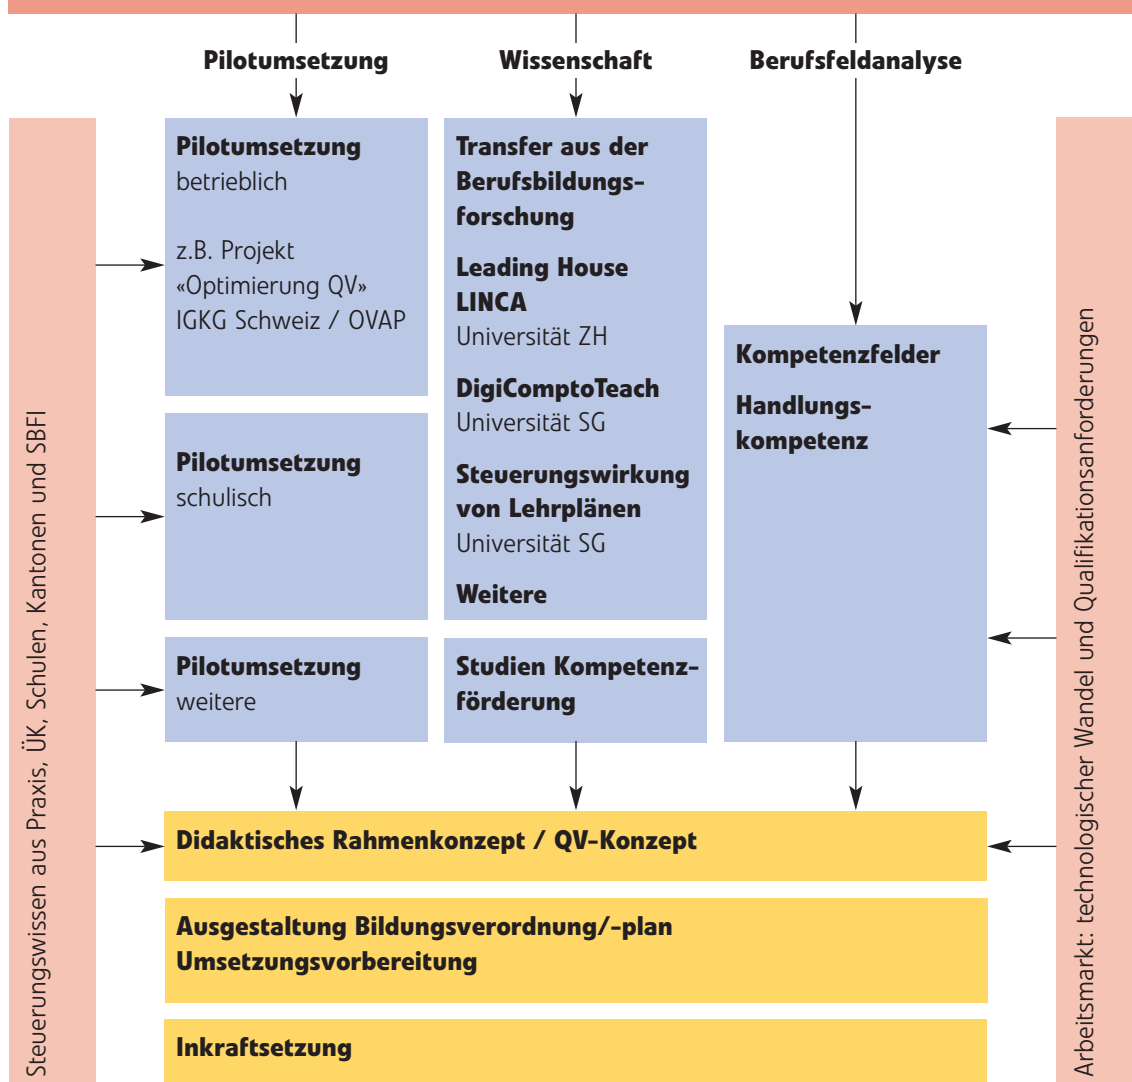 Pilotumsetzung
Wissenschaft
Berufsfeldanalyse
Steuerungswissen aus Praxis, ÜK, Schulen, Kantonen und SBFI
Pilotumsetzung
betrieblich
z.B. Projekt
«Optimierung QV»
IGKG Schweiz / OVAP
Pilotumsetzung
schulisch
Pilotumsetzung
weitere
Transfer aus der
Berufsbildungs-
forschung
Leading House
LINCA
Universität ZH
DigiComptoTeach
Universität SG
Steuerungswirkung
von Lehrplänen
Universität SG
Weitere
Studien Kompetenz-
förderung
Kompetenzfelder
Handlungs-
kompetenz
Arbeitsmarkt: technologischer Wandel und Qualifikationsanforderungen
Didaktisches Rahmenkonzept / QV-Konzept
Ausgestaltung Bildungsverordnung/-plan
Umsetzungsvorbereitung
Inkraftsetzung